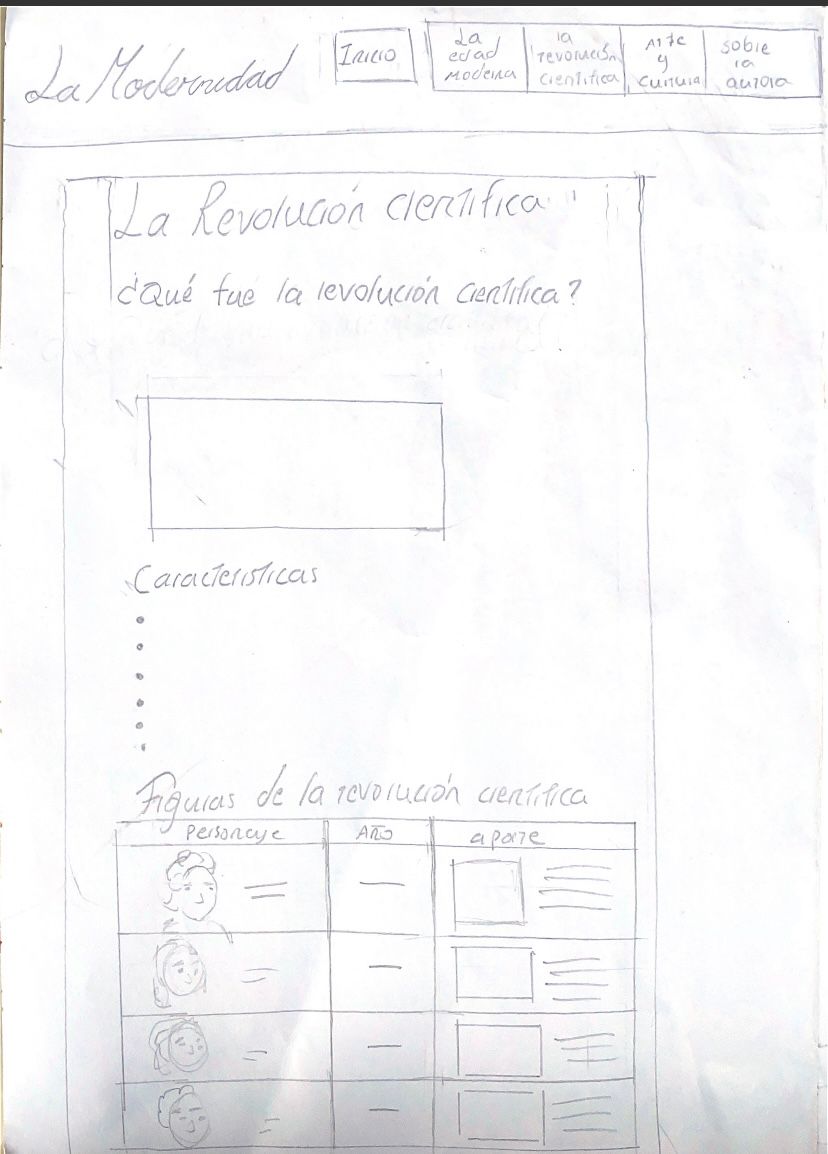 La Modernidad
Inicio
La
edad
Moderna
la
revolución
científica
Arte
y
Cultura
sobre
la
autora
La Revolución científica
¿Qué fue la revolución científica?
Características
Figuras de la revolución científica
Personaje
Año
aporte